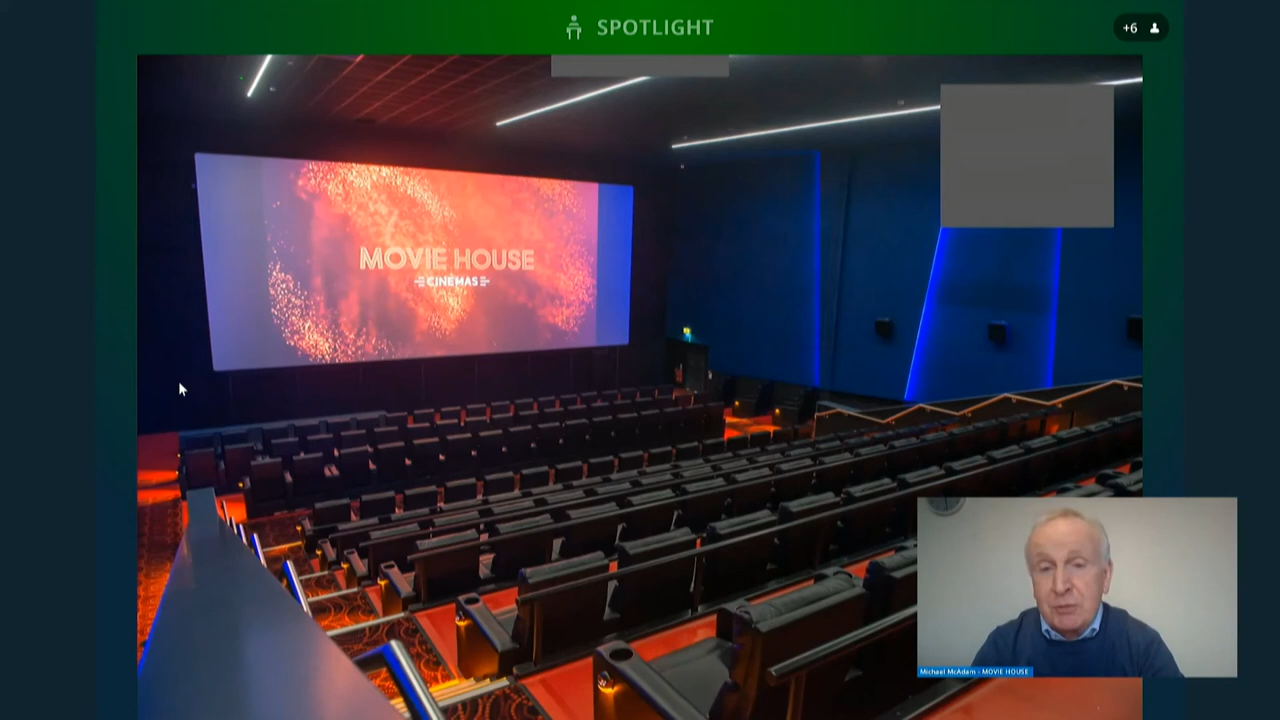 SPOTLIGHT
+6
MOVIE HOUSE
CINEMAS
Michael McAdam - MOVIE HOUSE